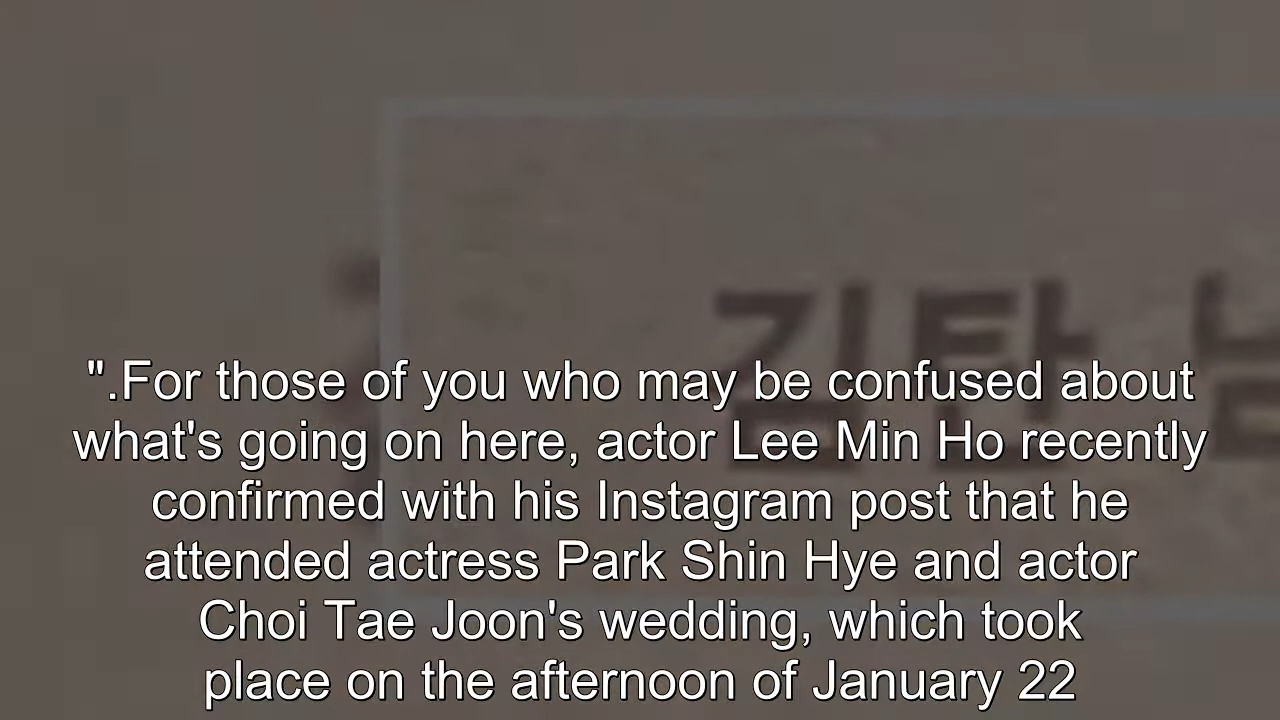 김탄
".For those of you who may be confused about
what's going on here, actor Lee Min Ho recently
confirmed with his Instagram post that he
attended actress Park Shin Hye and actor
Choi Tae Joon's wedding, which took
place on the afternoon of January 22